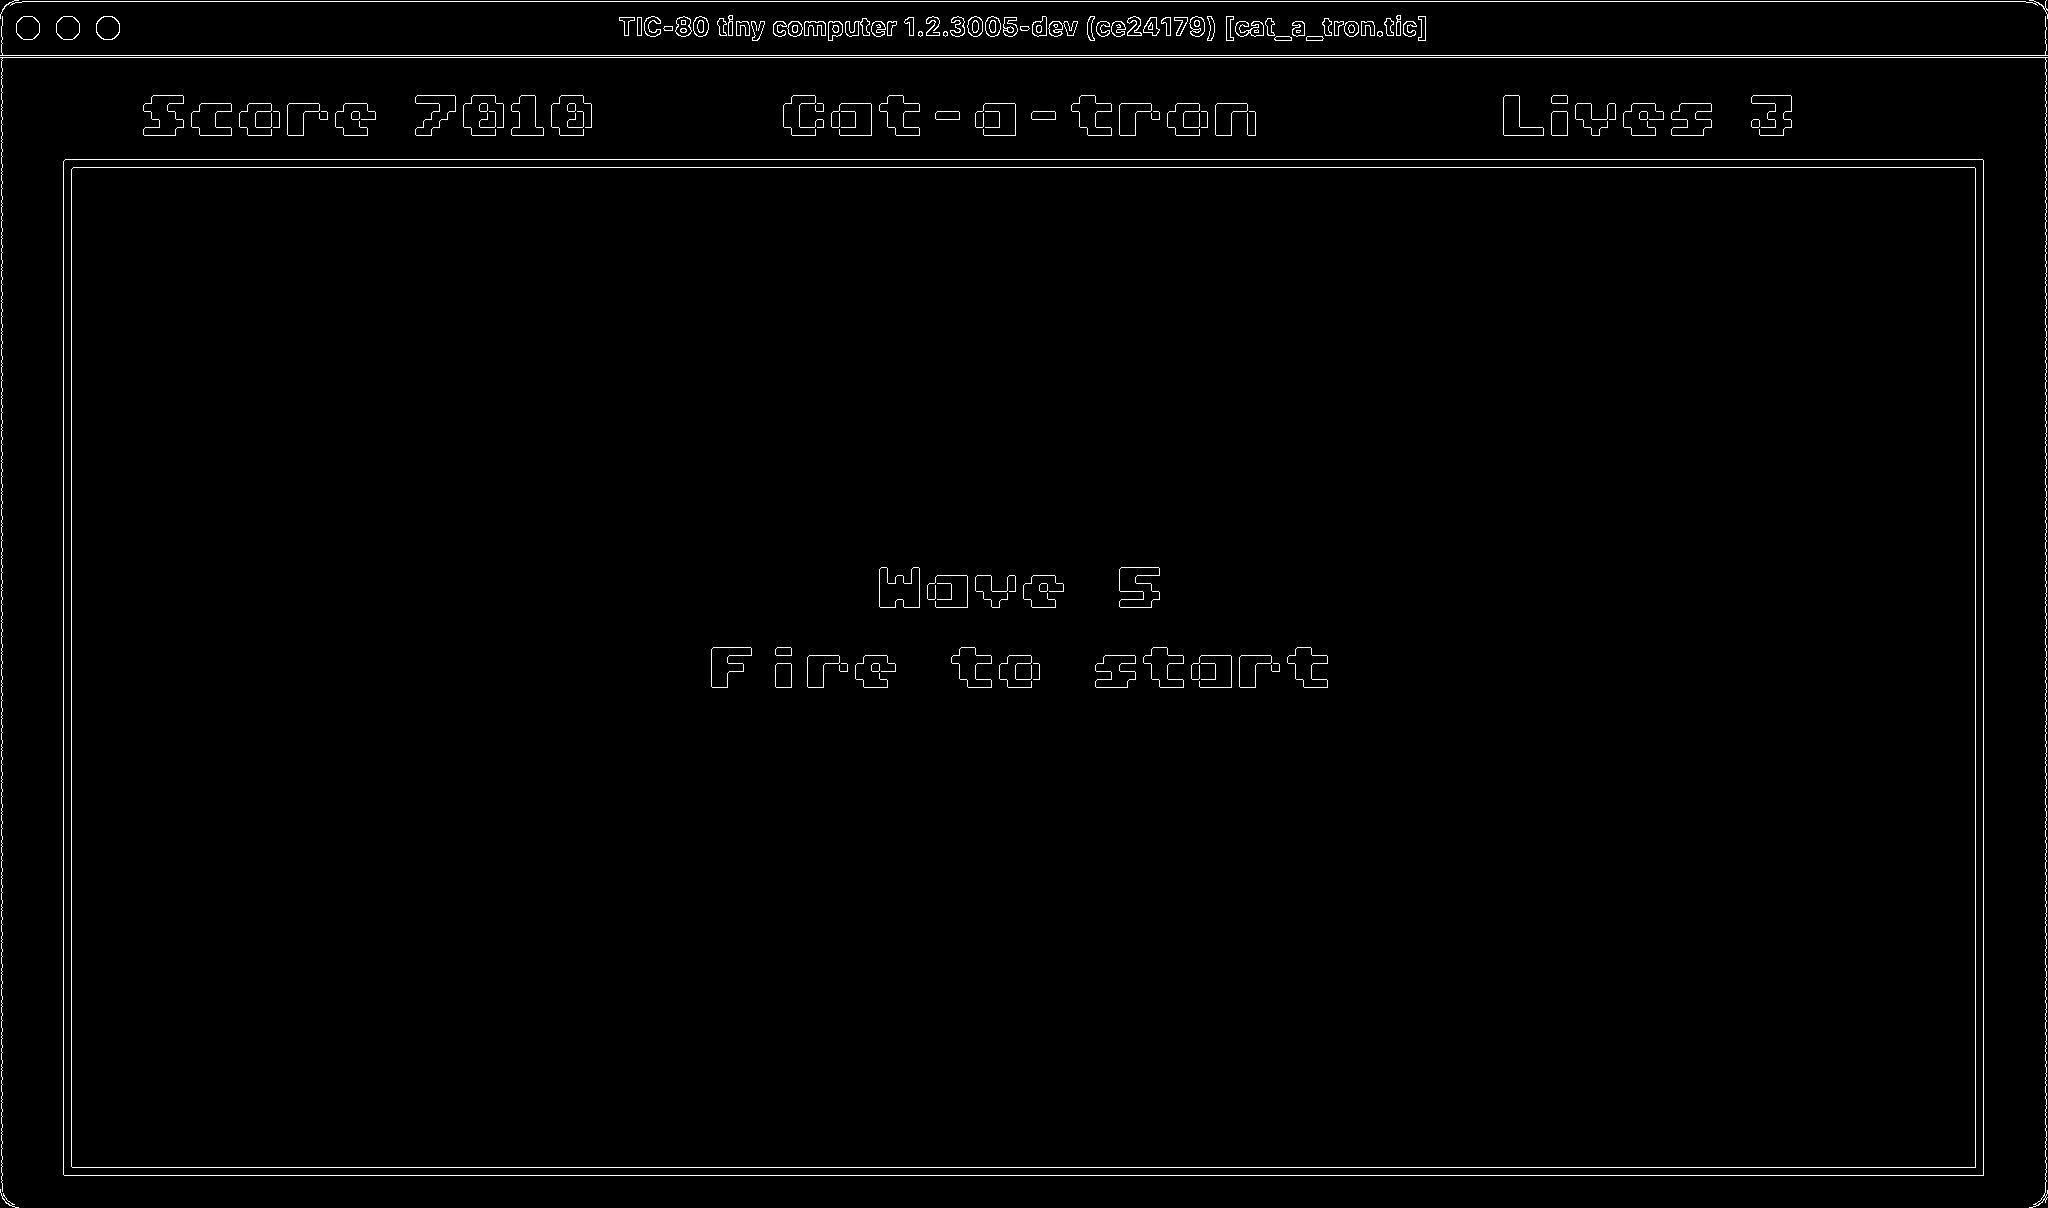 TIC-80 tiny computer 1.2.3005-dev (ce24179) [cat_a_tron.tic]
Score 7010 Cat-a-tron Lives 3
Wave 5
Fire to start